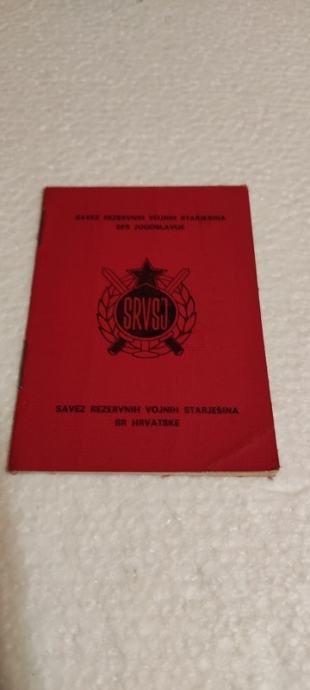 SAVEZ REZERVNIH VOJNIH STARJEŠINA
SFR JUGOSLAVIJE
SRVSJ
SAVEZ REZERVNIH VOJNIH STARJEŠINA
SR HRVATSKE